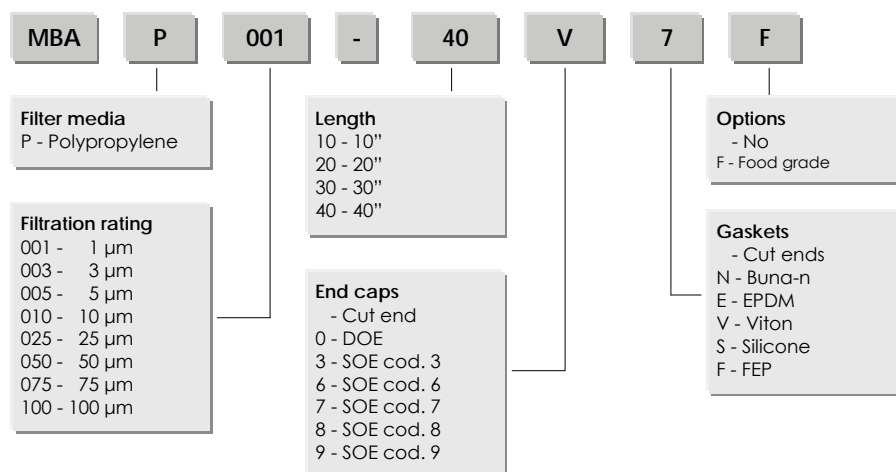 MBA P 001 - 40 V 7 F
Filter media
P - Polypropylene
Filtration rating
001 - 1 µm
003 - 3 µm
005 - 5 µm
010 - 10 µm
025 - 25 µm
050 - 50 µm
075 - 75 µm
100 - 100 µm
Length
10 - 10”
20 - 20”
30 - 30”
40 - 40”
End caps
- Cut end
0 - DOE
3 - SOE cod. 3
6 - SOE cod. 6
7 - SOE cod. 7
8 - SOE cod. 8
9 - SOE cod. 9
Options
- No
F - Food grade
Gaskets
- Cut ends
N - Buna-n
E - EPDM
V - Viton
S - Silicone
F - FEP